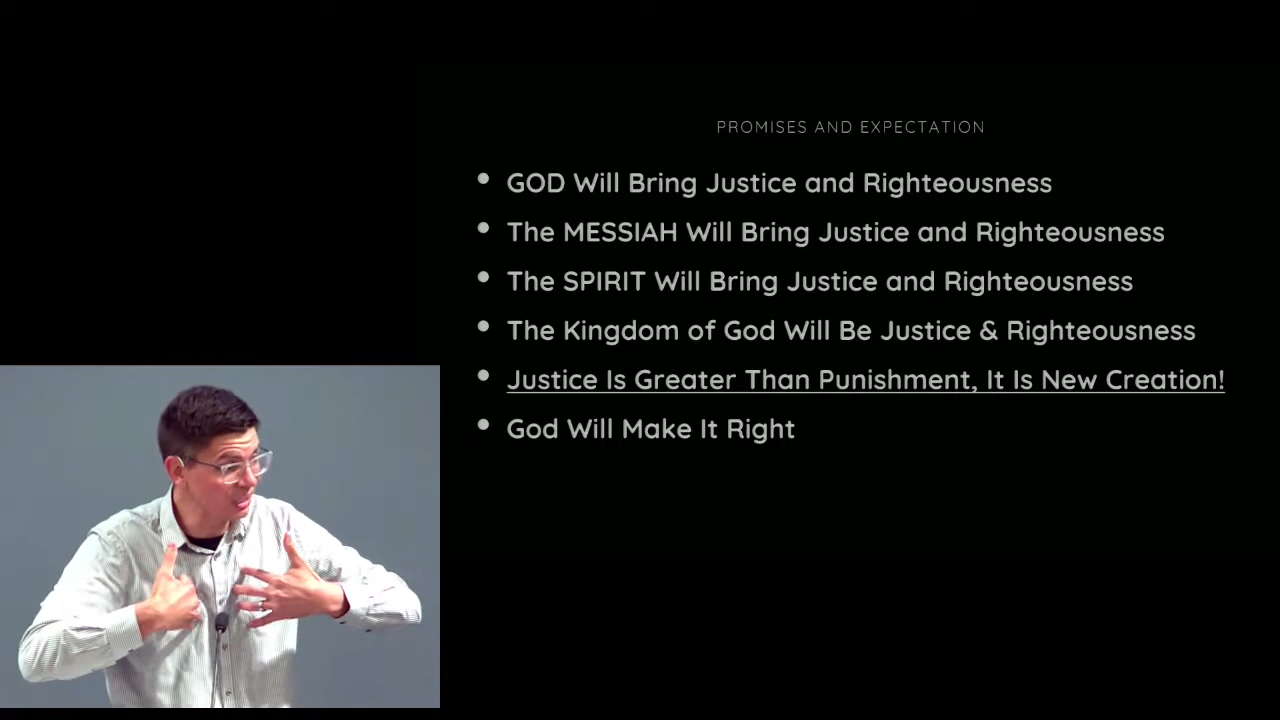 PROMISES AND EXPECTATION
• GOD Will Bring Justice and Righteousness
• The MESSIAH Will Bring Justice and Righteousness
• The SPIRIT Will Bring Justice and Righteousness
• The Kingdom of God Will Be Justice & Righteousness
• Justice Is Greater Than Punishment, It Is New Creation!
• God Will Make It Right